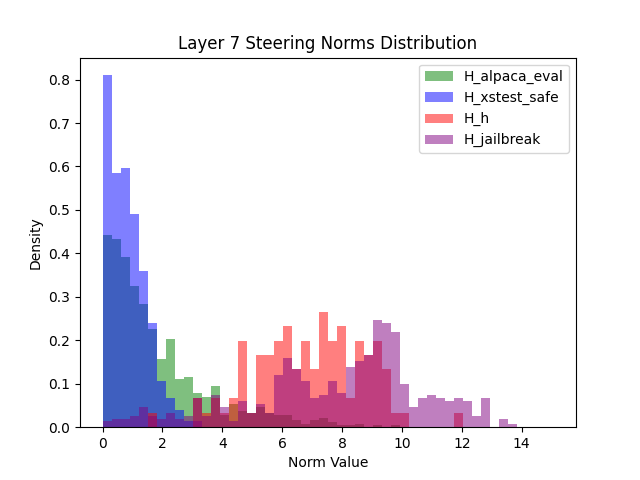 Layer 7 Steering Norms Distribution
H_alpaca_eval
H_xstest_safe
H_h
H_jailbreak
0.8
0.7
0.6
0.5
0.4
0.3
0.2
0.1
0.0
Density
0 2 4 6 8 10 12 14
Norm Value